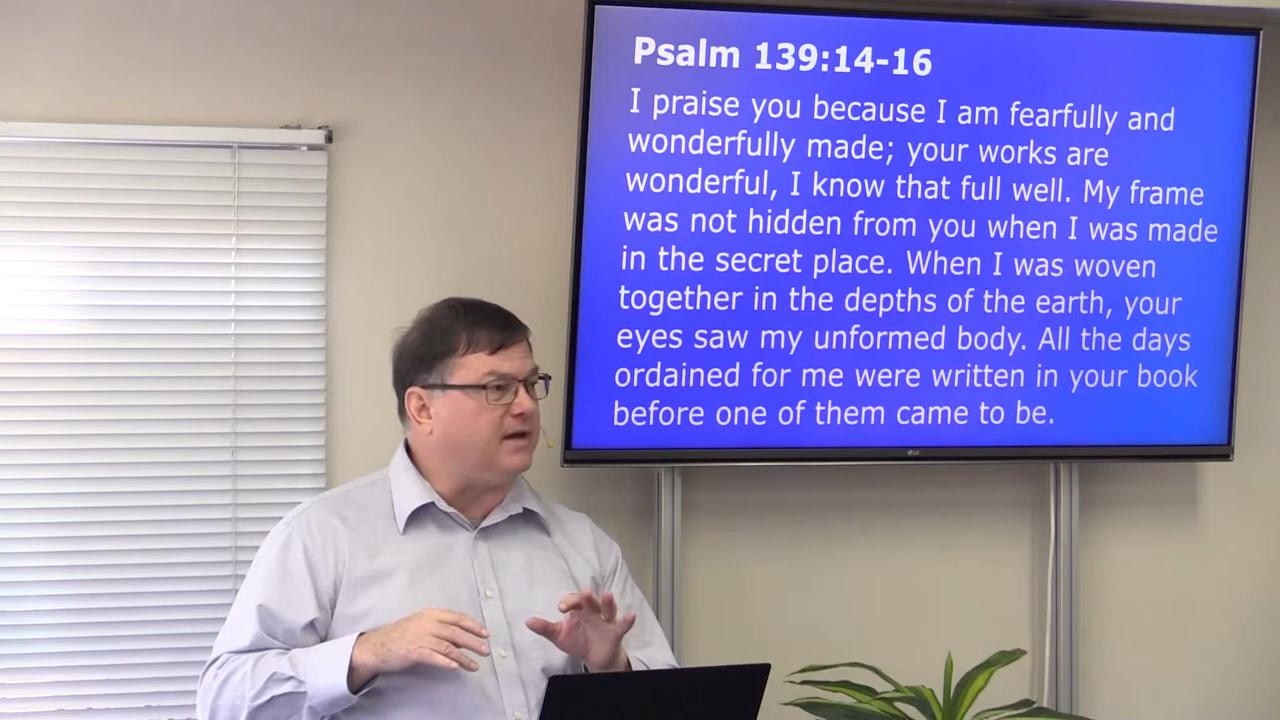 Psalm 139:14-16
I praise you because I am fearfully and
wonderfully made; your works are
wonderful, I know that full well. My frame
was not hidden from you when I was made
in the secret place. When I was woven
together in the depths of the earth, your
eyes saw my unformed body. All the days
ordained for me were written in your book
before one of them came to be.
LG